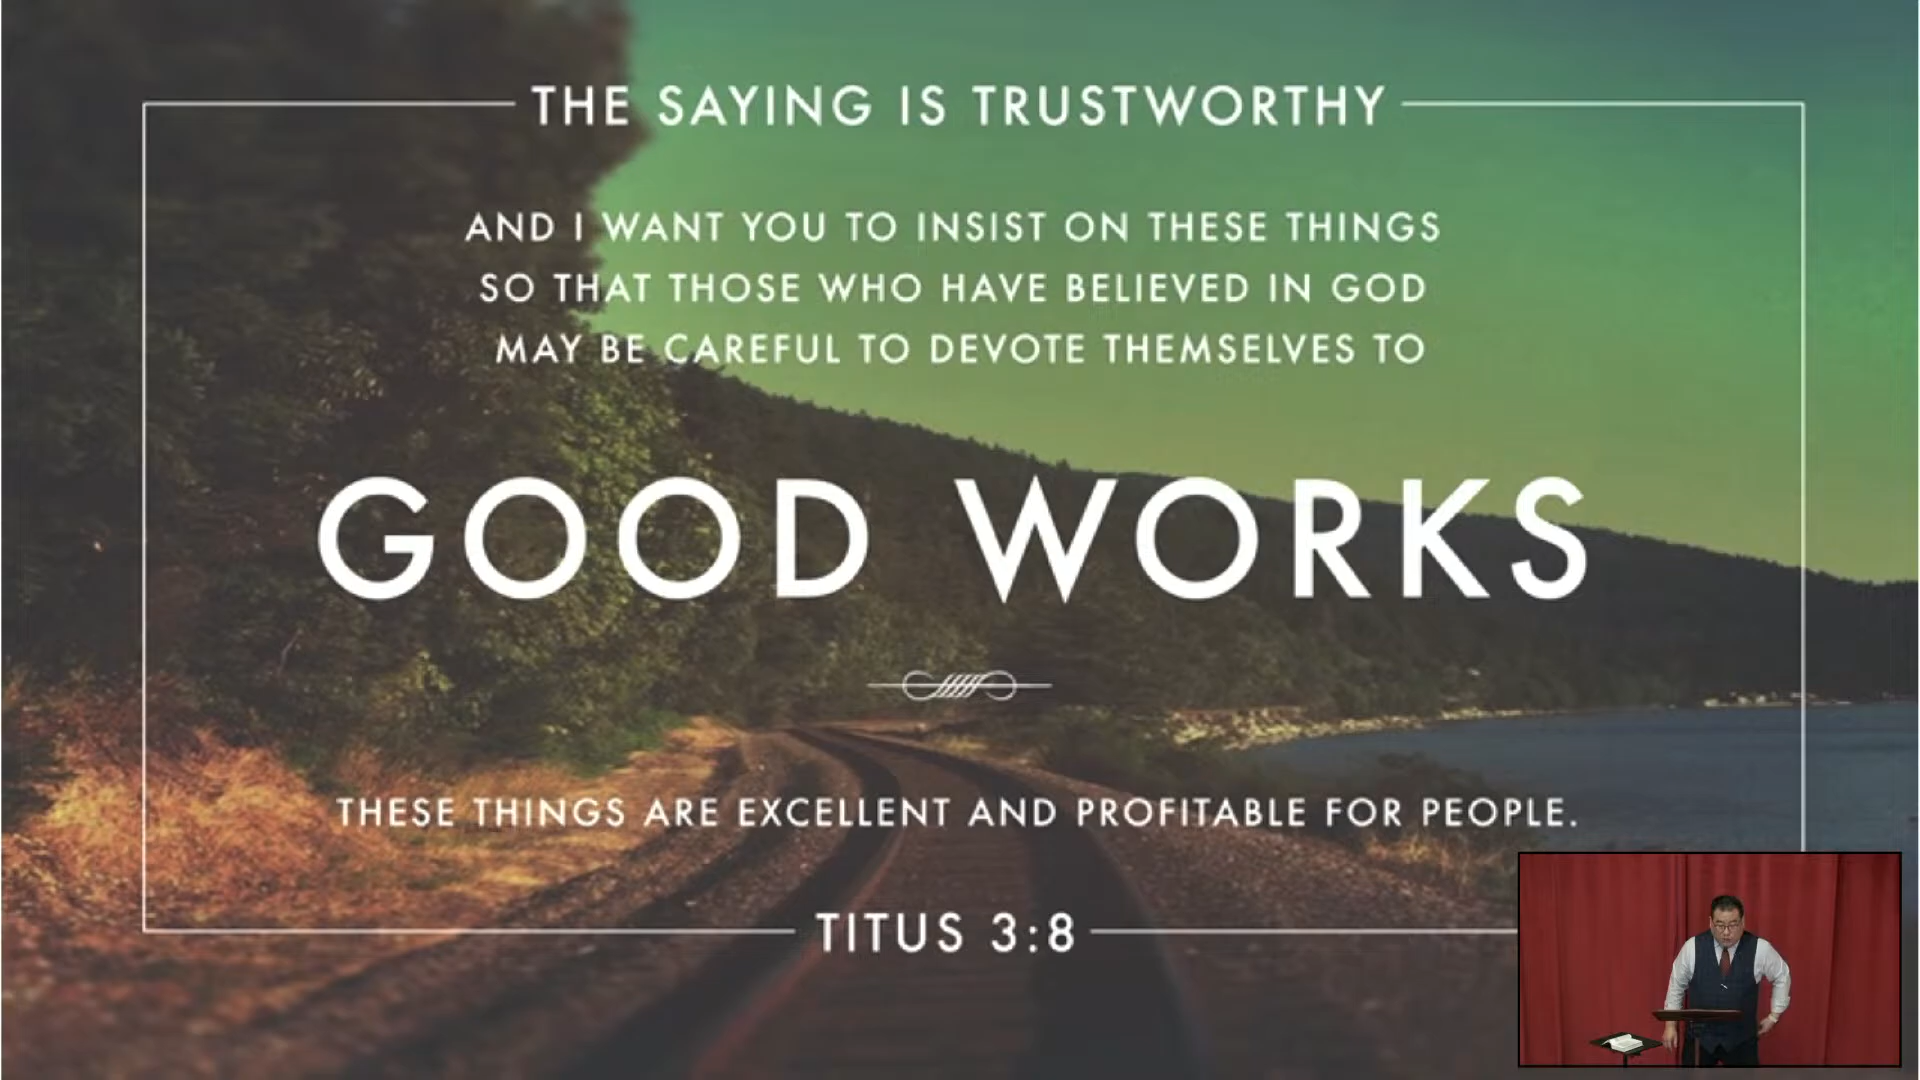 THE SAYING IS TRUSTWORTHY
AND I WANT YOU TO INSIST ON THESE THINGS
SO THAT THOSE WHO HAVE BELIEVED IN GOD
MAY BE CAREFUL TO DEVOTE THEMSELVES TO
GOOD WORKS
THESE THINGS ARE EXCELLENT AND PROFITABLE FOR PEOPLE.
TITUS 3:8